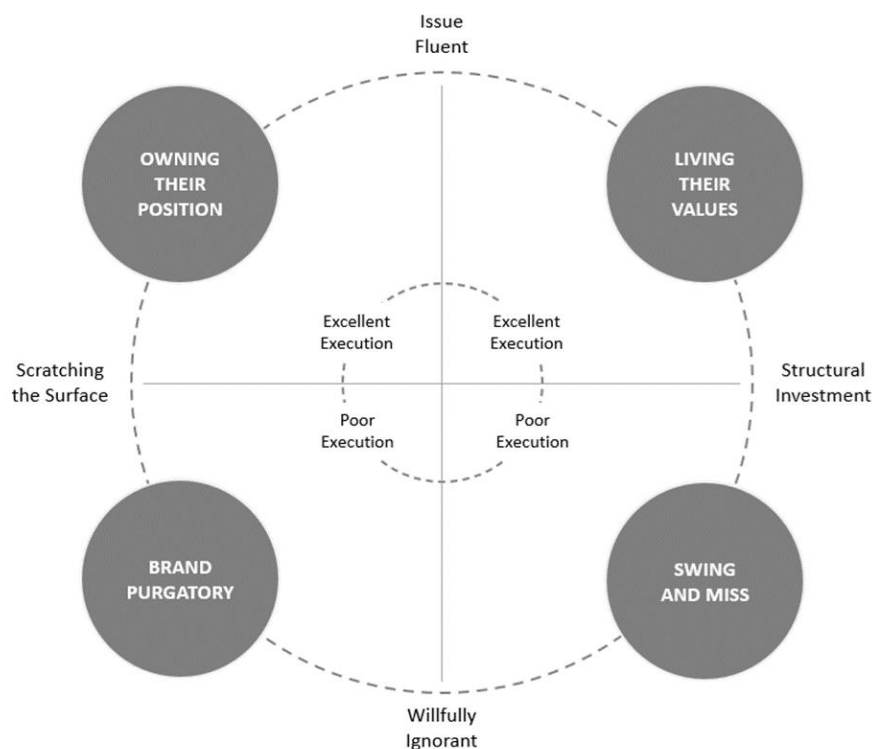 Issue
Fluent
OWNING
THEIR
POSITION
LIVING
THEIR
VALUES
Excellent
Execution
Excellent
Execution
Scratching
the Surface
Structural
Investment
Poor
Execution
Poor
Execution
BRAND
PURGATORY
SWING
AND MISS
Willfully
Ignorant